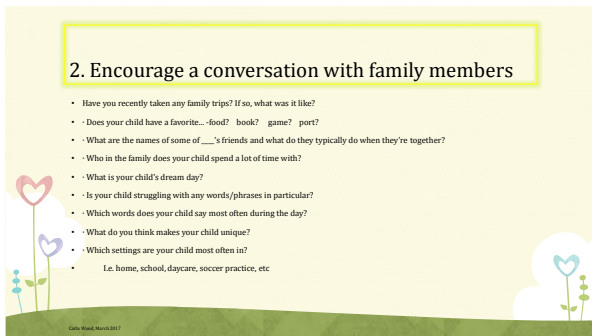 2. Encourage a conversation with family members
• Have you recently taken any family trips? If so, what was it like?
• · Does your child have a favorite... -food? book? game? port?
• · What are the names of some of ____'s friends and what do they typically do when they're together?
• · Who in the family does your child spend a lot of time with?
• · What is your child's dream day?
• · Is your child struggling with any words/phrases in particular?
• · Which words does your child say most often during the day?
• · What do you think makes your child unique?
• · Which settings are your child most often in?
• I.e. home, school, daycare, soccer practice, etc
Carla Wood, March 2017